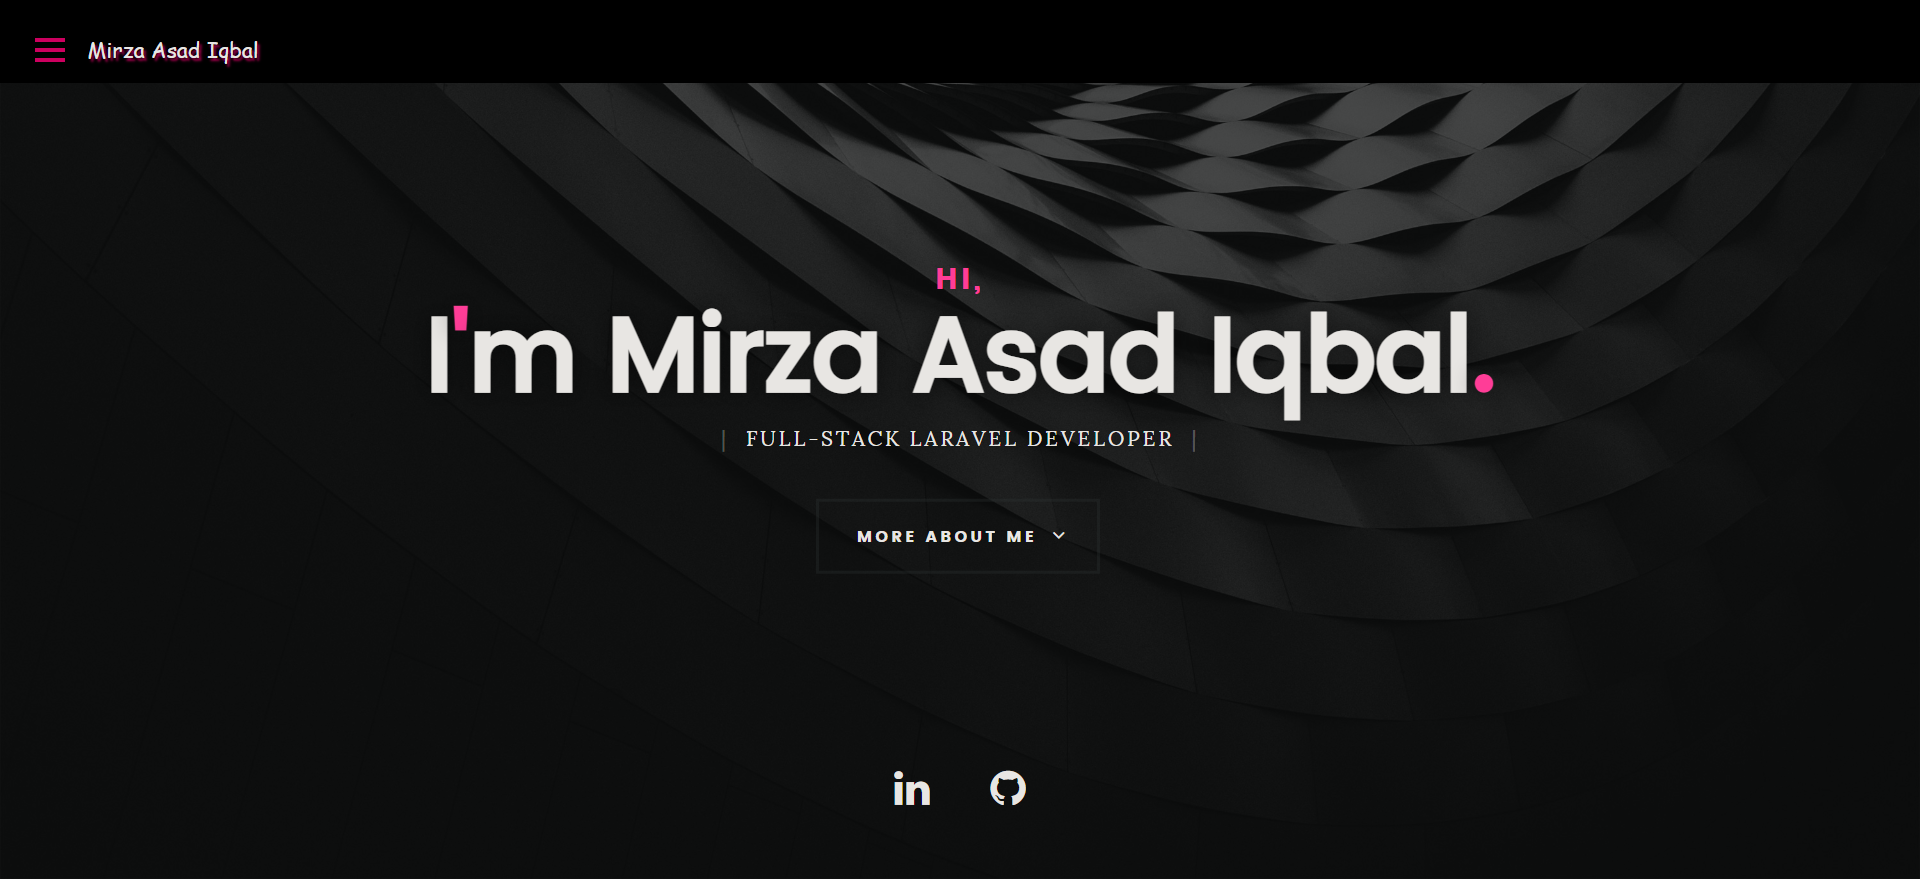 Mirza Asad Iqbal
HI,
I'm Mirza Asad Iqbal.
| FULL-STACK LARAVEL DEVELOPER |
MORE ABOUT ME
in